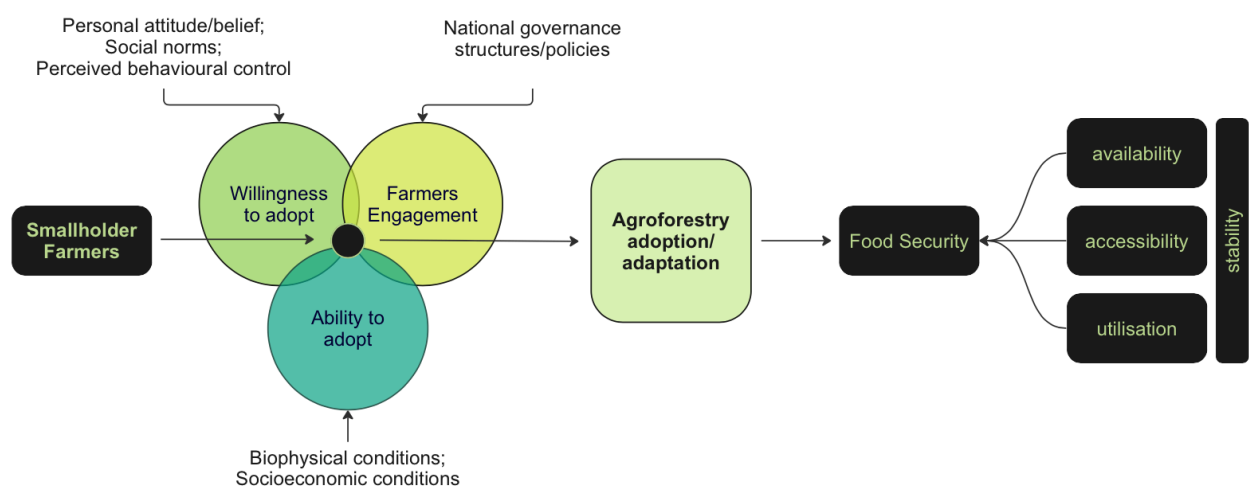 Personal attitude/belief;
Social norms;
Perceived behavioural control
National governance
structures/policies
Smallholder
Farmers
Willingness
to adopt
Farmers
Engagement
Ability to
adopt
Biophysical conditions;
Socioeconomic conditions
Agroforestry
adoption/
adaptation
Food Security
availability
accessibility
utilisation
stability